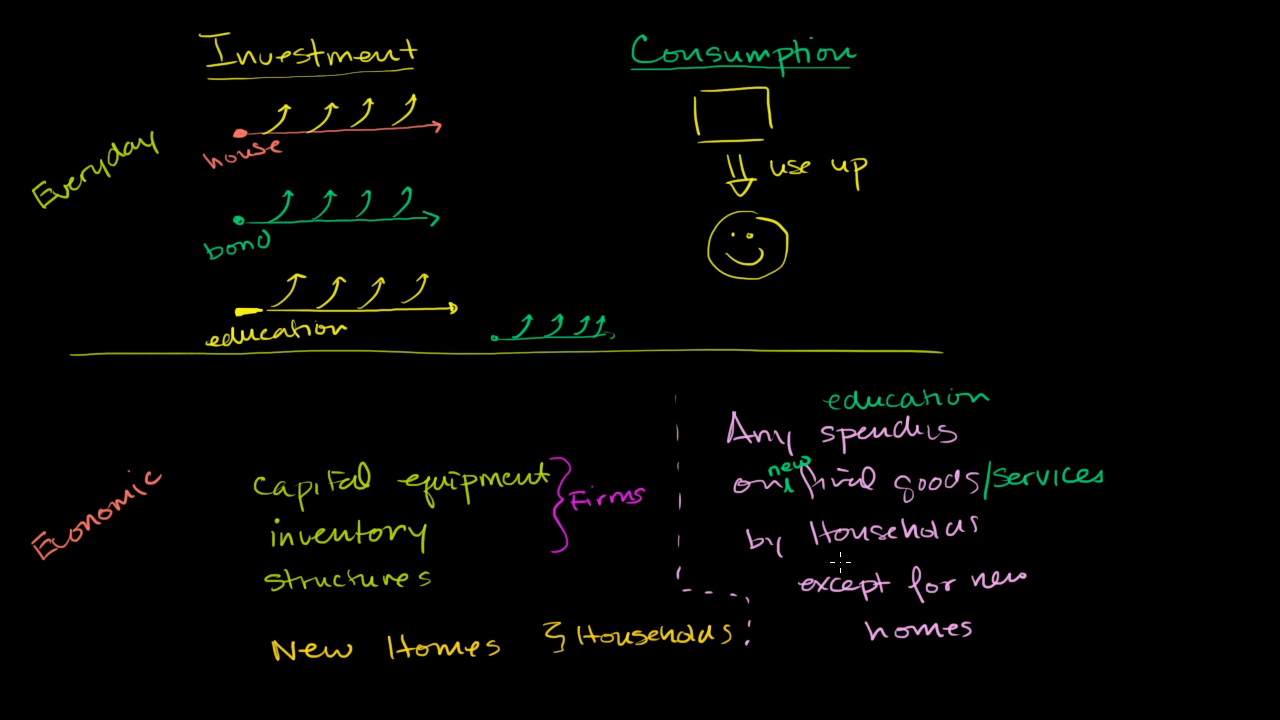 Investment
Consumption
Everyday
house
use up
bond
education
education
Any spending
on new final goods/services
Economic
capital equipment
Firms
inventory
by Households
structures
except for new
homes
New Homes } Households